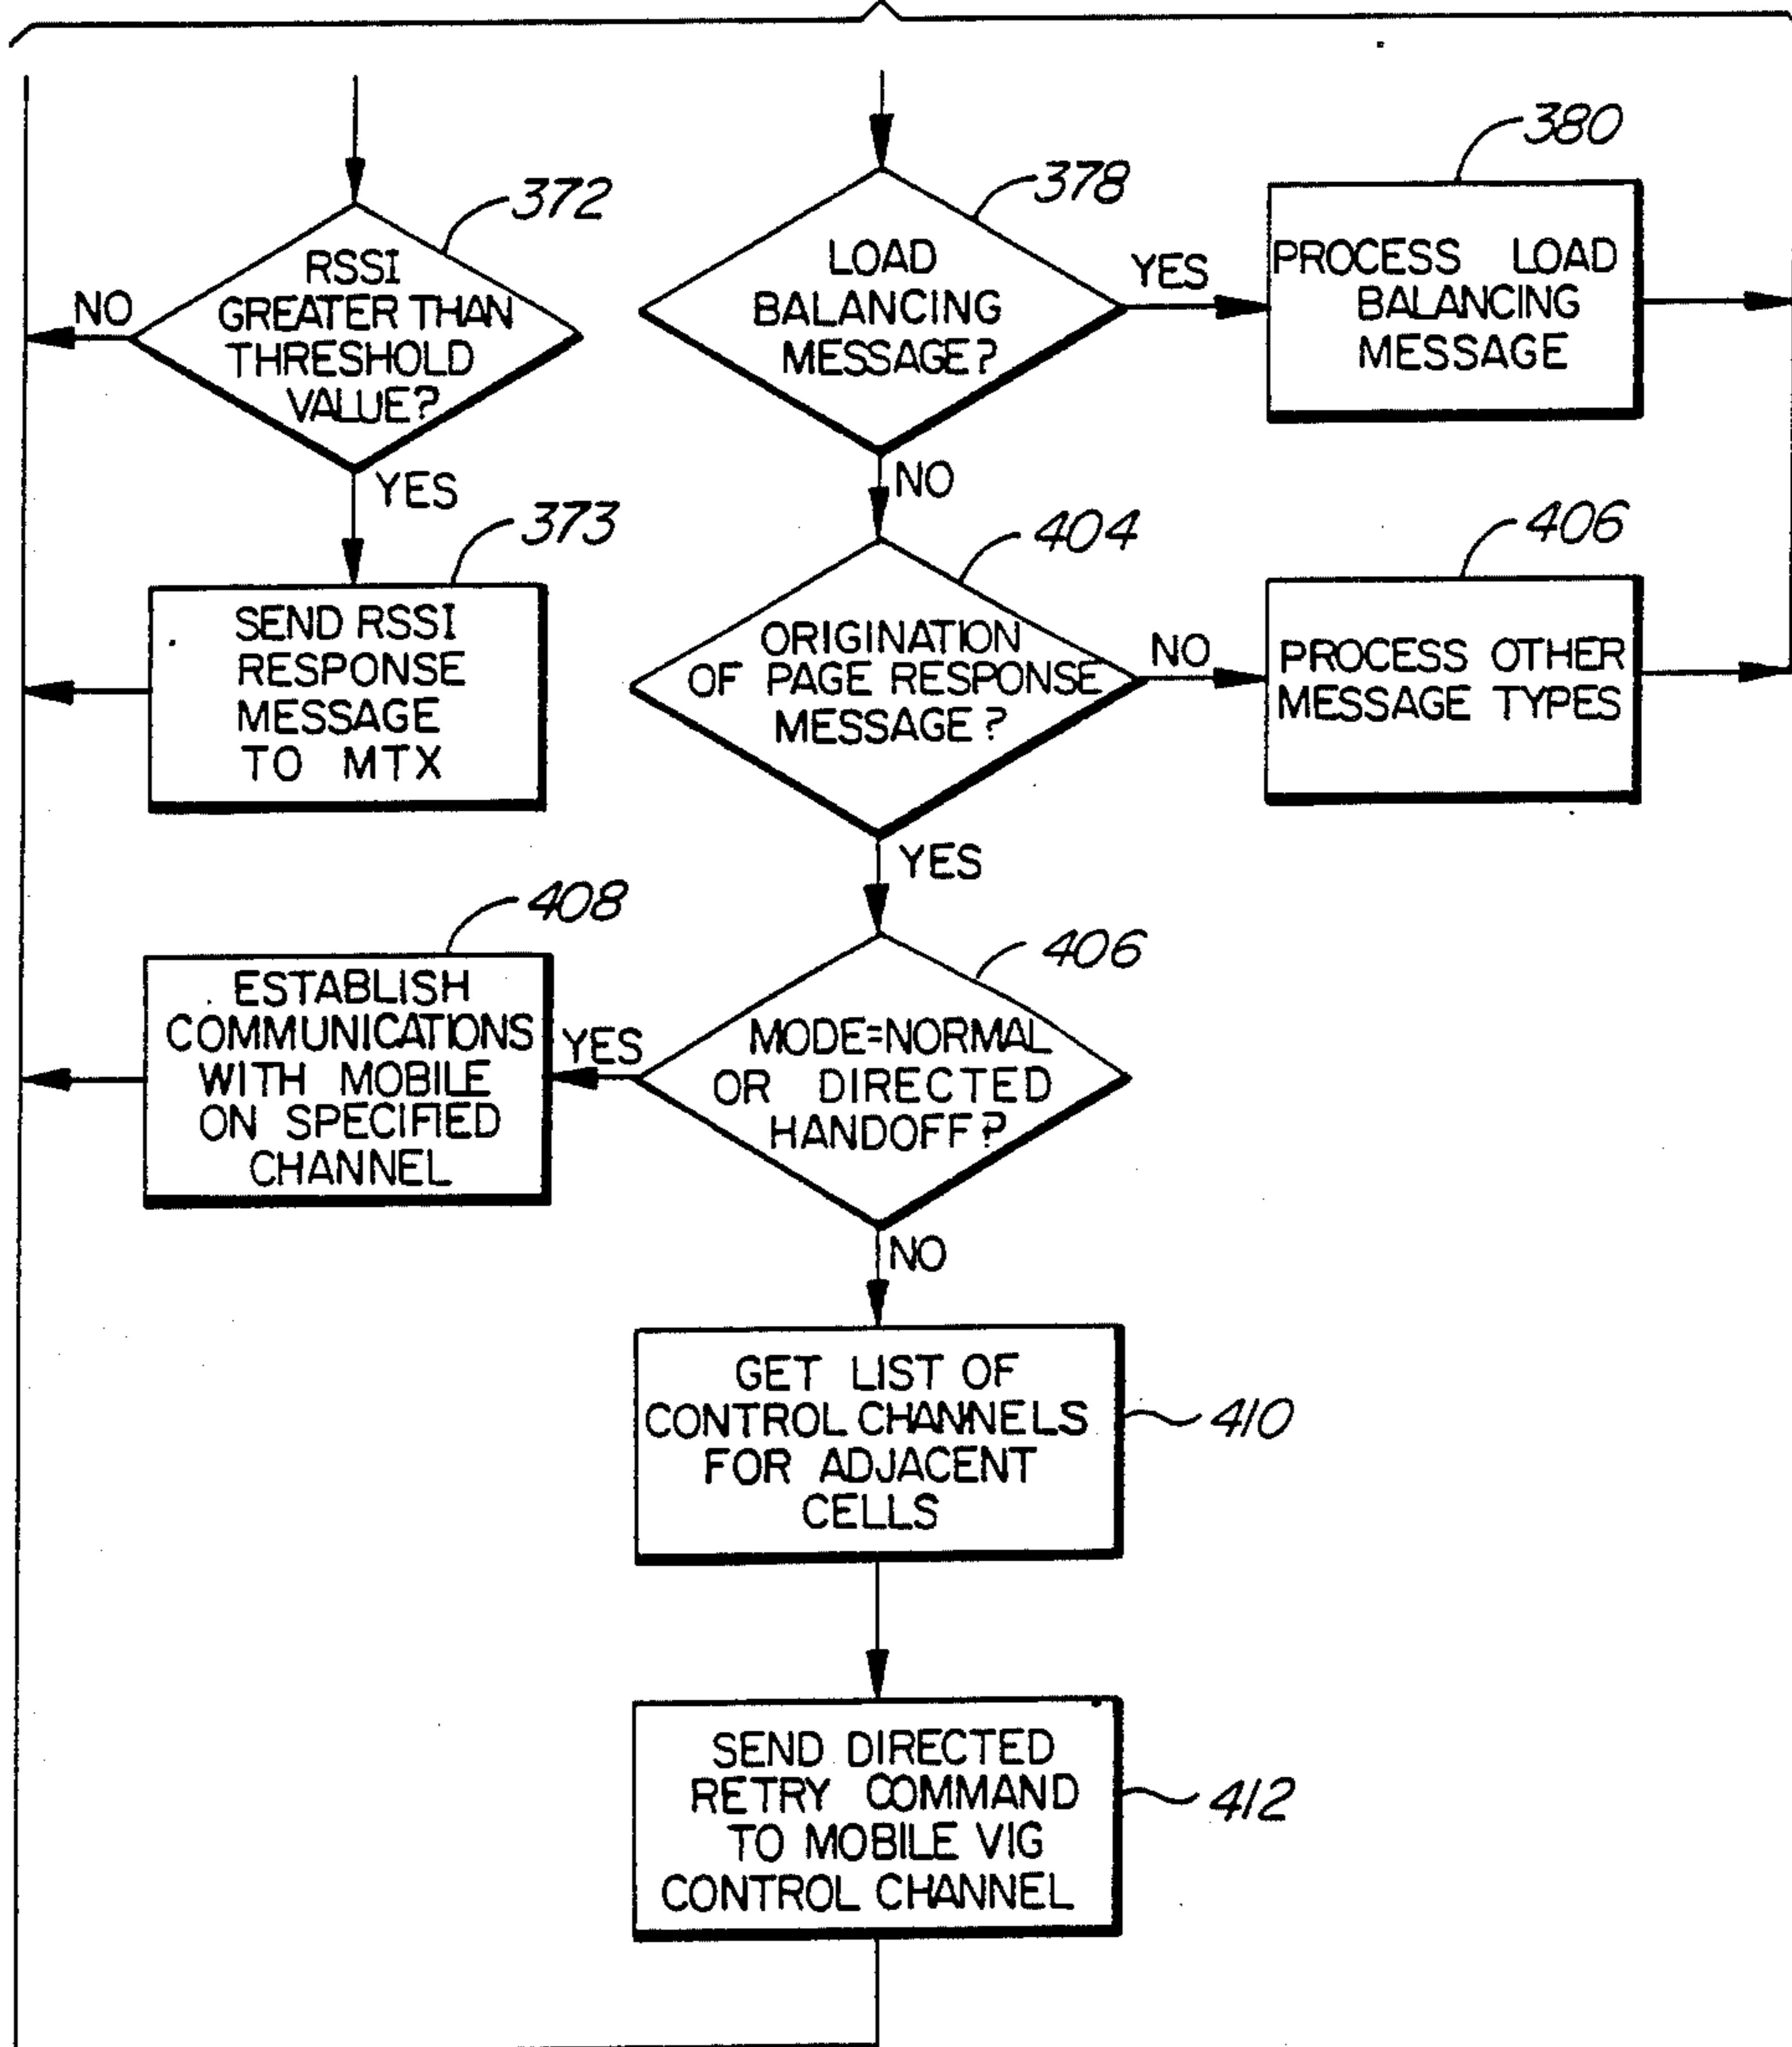 372
RSSI
GREATER THAN
THRESHOLD
VALUE?
NO
YES
373
SEND RSSI
RESPONSE
MESSAGE
TO MTX
378
LOAD
BALANCING
MESSAGE?
YES
NO
380
PROCESS LOAD
BALANCING
MESSAGE
404
ORIGINATION
OF PAGE RESPONSE
MESSAGE?
NO
YES
406
PROCESS OTHER
MESSAGE TYPES
406
MODE=NORMAL
OR DIRECTED
HANDOFF?
YES
NO
408
ESTABLISH
COMMUNICATIONS
WITH MOBILE
ON SPECIFIED
CHANNEL
GET LIST OF
CONTROL CHANNELS
FOR ADJACENT
CELLS
410
SEND DIRECTED
RETRY COMMAND
TO MOBILE VIG
CONTROL CHANNEL
412